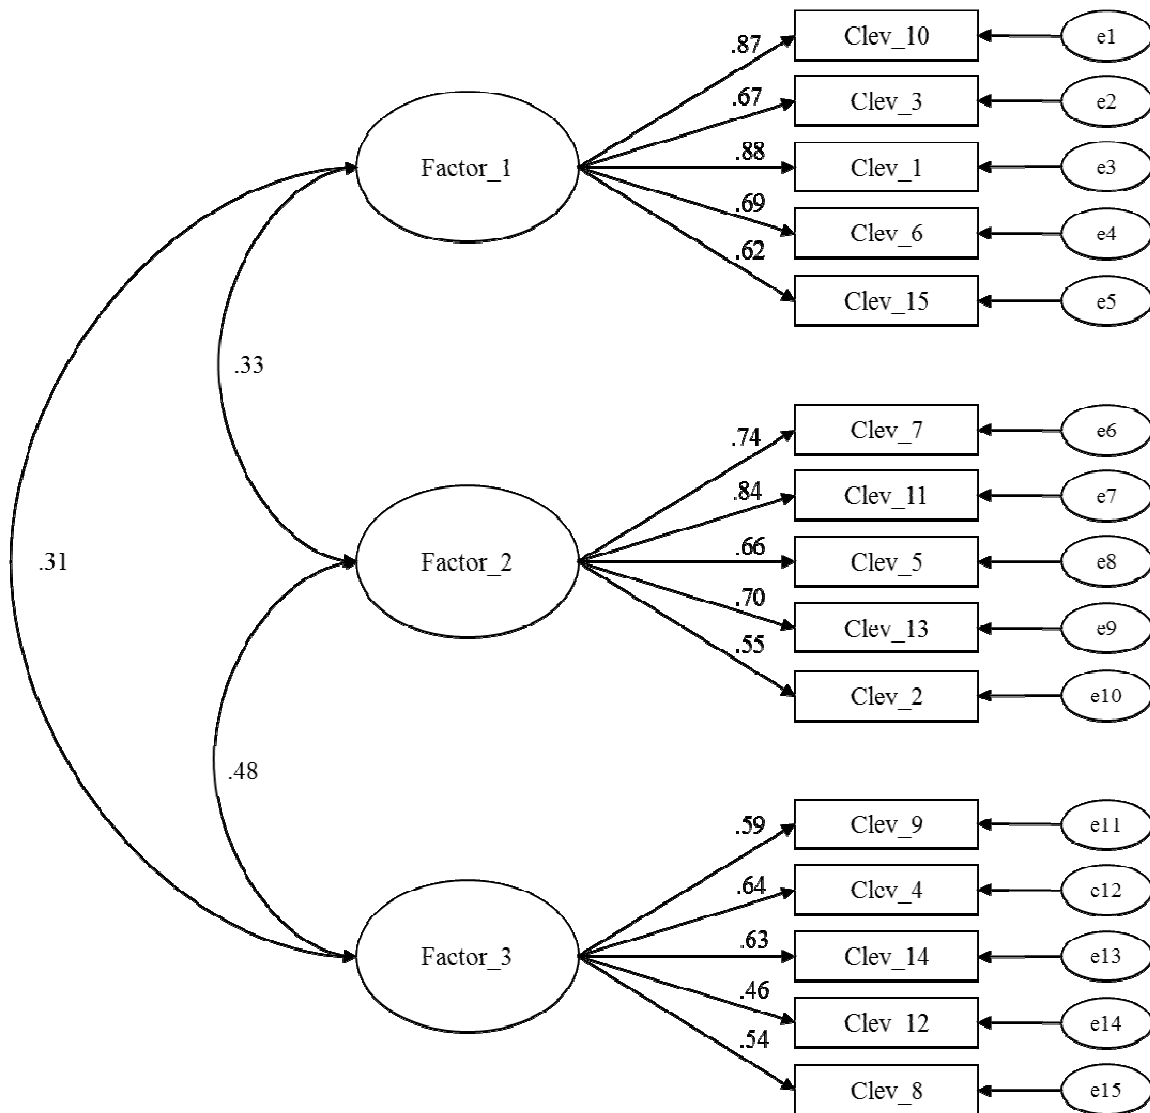 .87 Clev_10 e1
.67 Clev_3 e2
Factor_1 .88 Clev_1 e3
.69 Clev_6 e4
.62 Clev_15 e5
.33
.74 Clev_7 e6
.84 Clev_11 e7
.31 Factor_2 .66 Clev_5 e8
.70 Clev_13 e9
.55 Clev_2 e10
.48
.59 Clev_9 e11
.64 Clev_4 e12
Factor_3 .63 Clev_14 e13
.46 Clev_12 e14
.54 Clev_8 e15